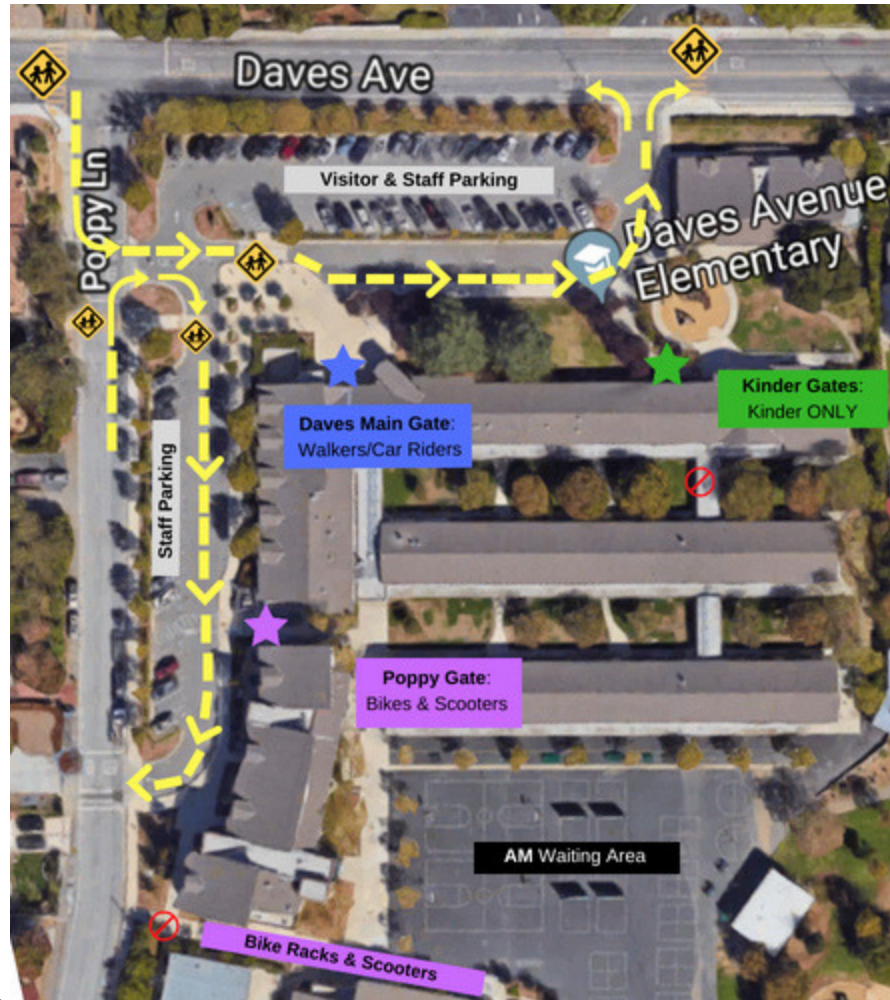 Daves Ave
Poppy Ln
Visitor & Staff Parking
Daves Avenue
Elementary
Kinder Gates:
Kinder ONLY
Daves Main Gate:
Walkers/Car Riders
Staff Parking
Poppy Gate:
Bikes & Scooters
AM Waiting Area
Bike Racks & Scooters